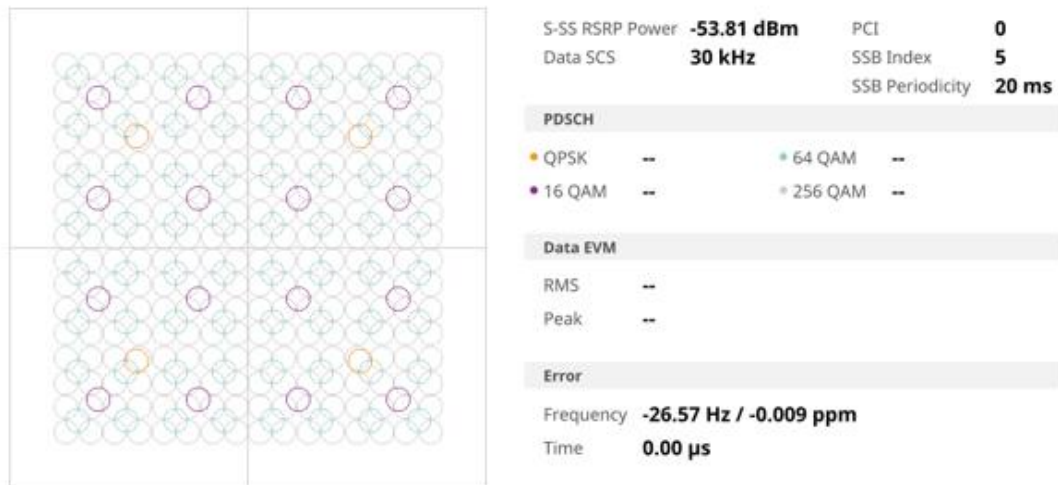 S-SS RSRP Power -53.81 dBm PCI 0
Data SCS 30 kHz SSB Index 5
SSB Periodicity 20 ms
PDSCH
QPSK -- 64 QAM --
16 QAM -- 256 QAM --
Data EVM
RMS --
Peak --
Error
Frequency -26.57 Hz / -0.009 ppm
Time 0.00 µs